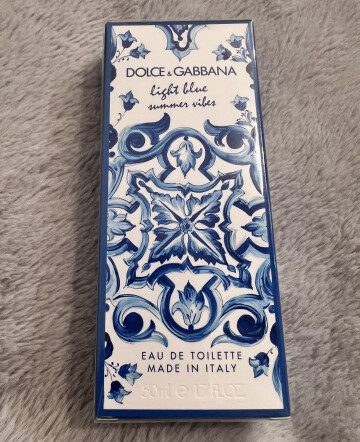 DOLCE & GABBANA
light blue
summer vibes
EAU DE TOILETTE
MADE IN ITALY
50ml e 1.7 FL.OZ.